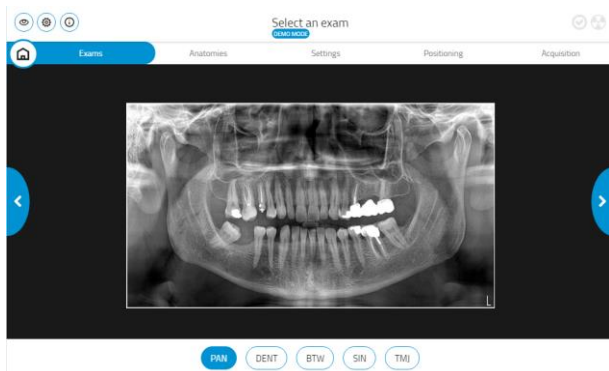 Select an exam
DEMO MODE
Exams
Anatomies
Settings
Positioning
Acquisition
L
PAN
DENT
BTW
SIN
TMJ